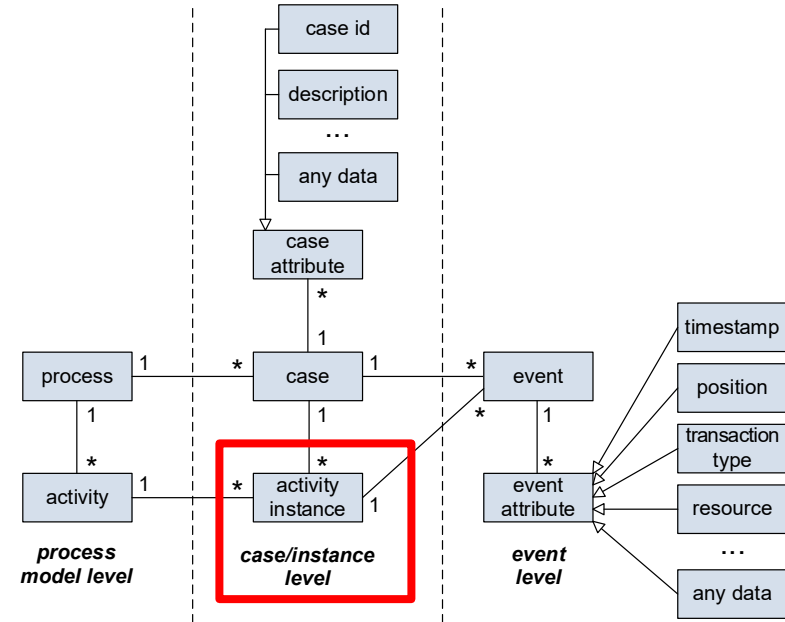 case id
description
...
any data
case
attribute
*
1
process
1
*
case
1
*
event
1
*
1
*
1
*
activity
1
*
activity
instance
1
*
event
attribute
timestamp
position
transaction
type
resource
...
any data
process
model level
case/instance
level
event
level